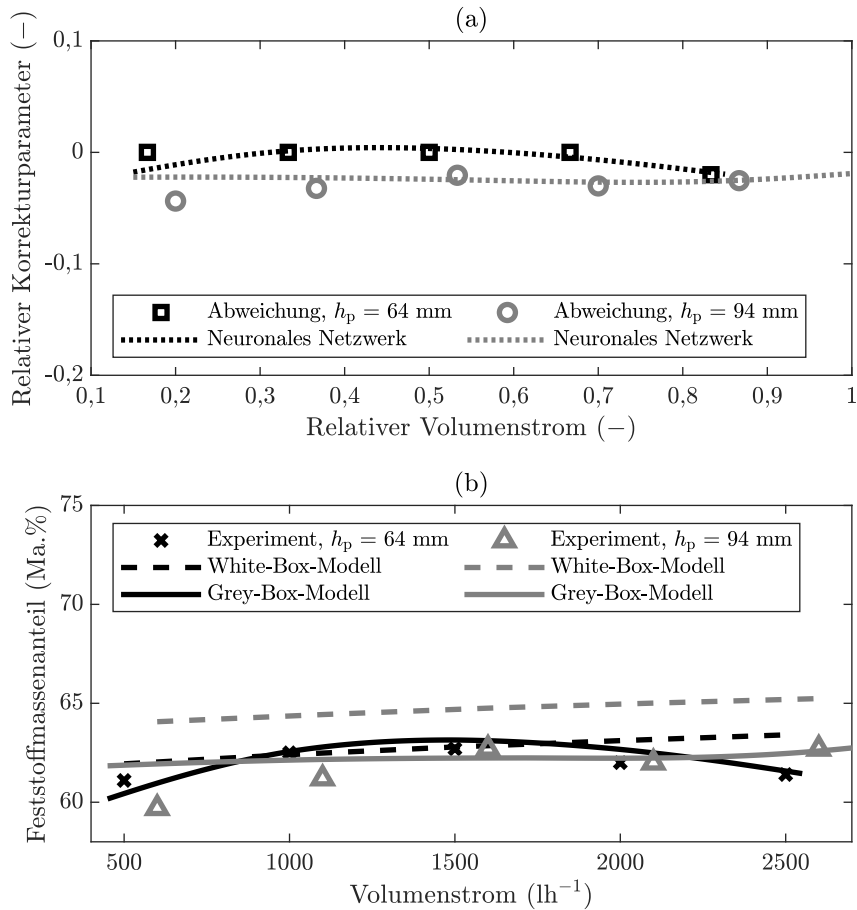 (a)
Relativer Korrekturparameter (−)
0,1
0
-0,1
-0,2
Abweichung, hp = 64 mm
Abweichung, hp = 94 mm
Neuronales Netzwerk
Neuronales Netzwerk
0,1 0,2 0,3 0,4 0,5 0,6 0,7 0,8 0,9 1
Relativer Volumenstrom (−)
(b)
Feststoffmassenanteil (Ma.%)
75
70
65
60
Experiment, hp = 64 mm
Experiment, hp = 94 mm
White-Box-Modell
White-Box-Modell
Grey-Box-Modell
Grey-Box-Modell
500 1000 1500 2000 2500
Volumenstrom (lh⁻¹)